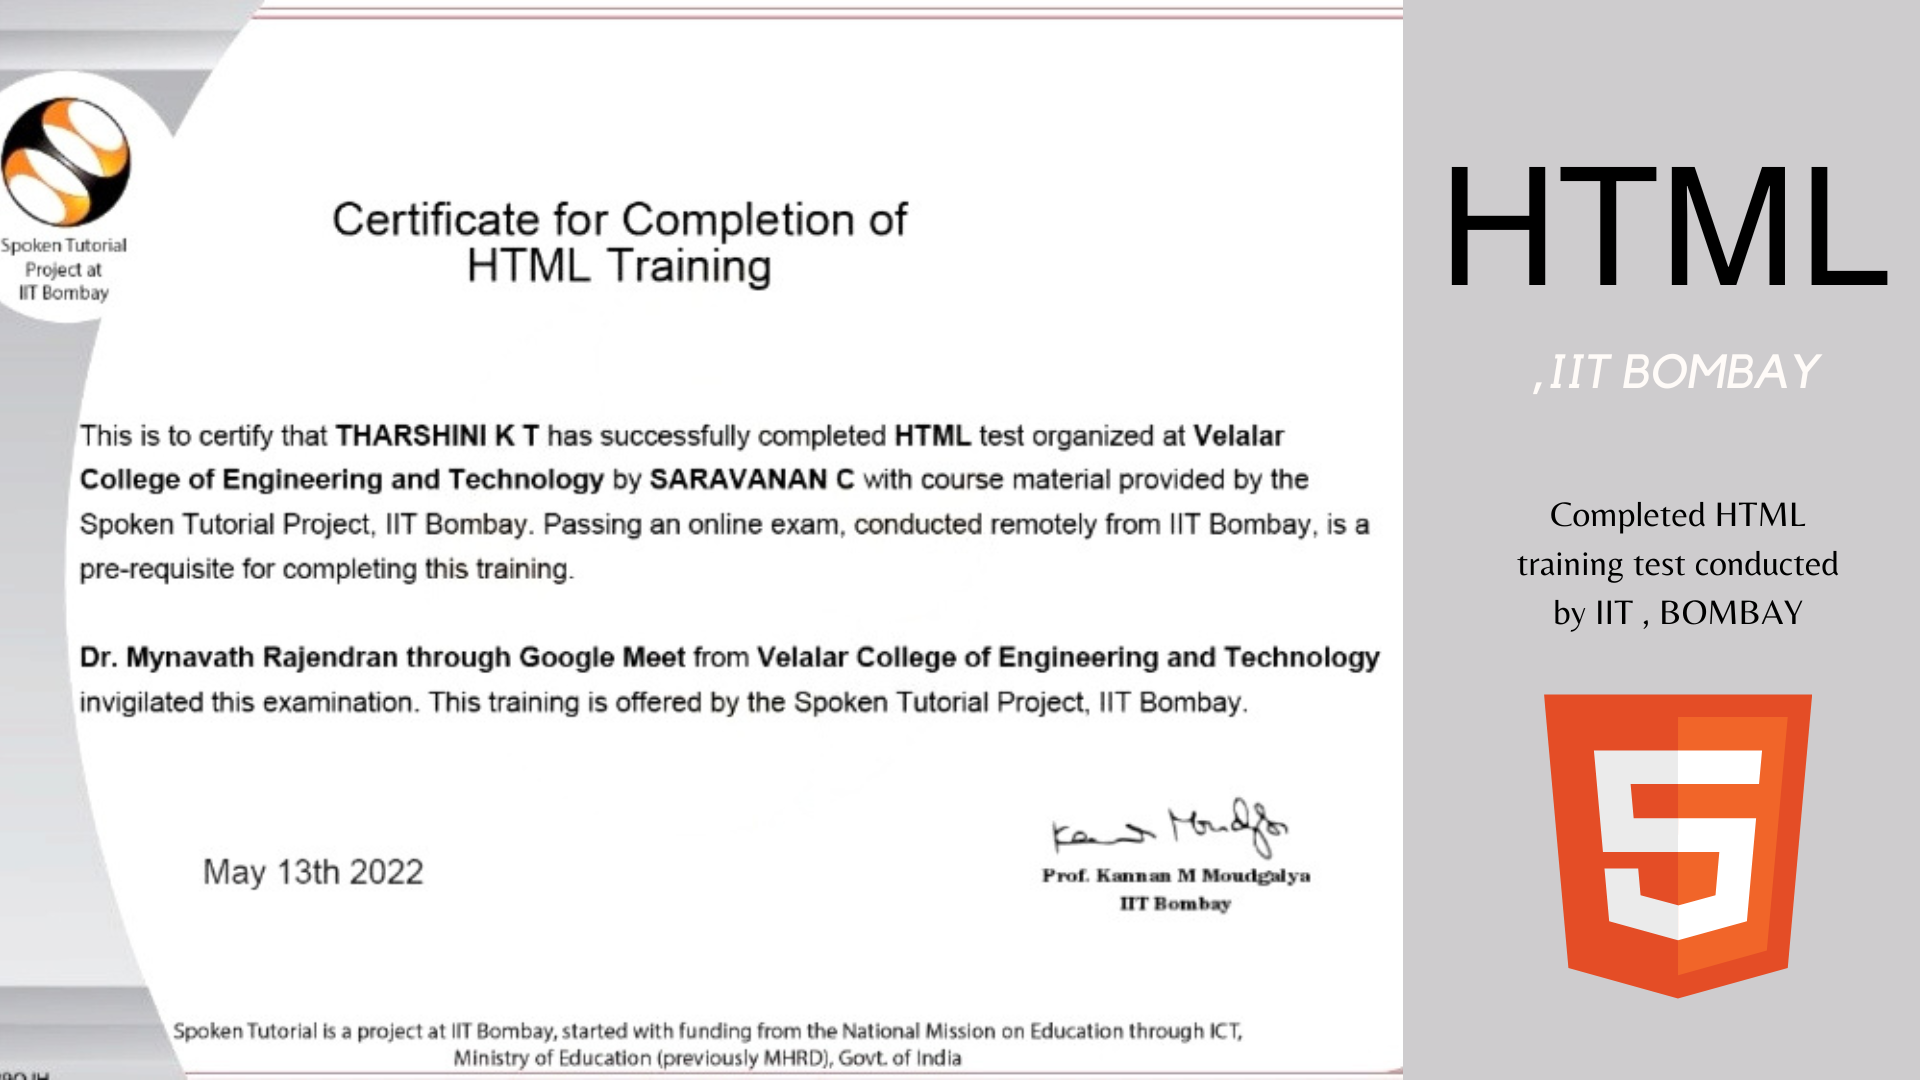 Spoken Tutorial
Project at
IIT Bombay
Certificate for Completion of
HTML Training
This is to certify that THARSHINI K T has successfully completed HTML test organized at Velalar
College of Engineering and Technology by SARAVANAN C with course material provided by the
Spoken Tutorial Project, IIT Bombay. Passing an online exam, conducted remotely from IIT Bombay, is a
pre-requisite for completing this training.
Dr. Mynavath Rajendran through Google Meet from Velalar College of Engineering and Technology
invigilated this examination. This training is offered by the Spoken Tutorial Project, IIT Bombay.
May 13th 2022
Prof. Kannan M Moudgalya
IIT Bombay
Spoken Tutorial is a project at IIT Bombay, started with funding from the National Mission on Education through ICT,
Ministry of Education (previously MHRD), Govt. of India
HTML
,IIT BOMBAY
Completed HTML
training test conducted
by IIT , BOMBAY